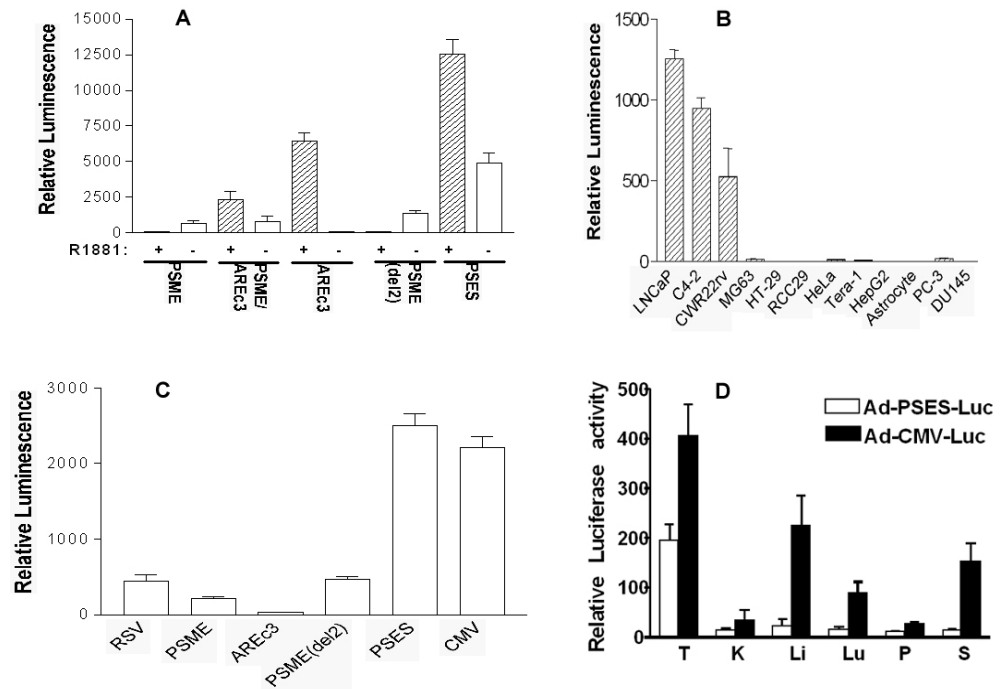 A
Relative Luminescence
15000
12500
10000
7500
5000
2500
0
R1881: + - + - + - + - + -
PSME
PSME/
AREc3
AREc3
PSME
(del2)
PSES
B
Relative Luminescence
1500
1000
500
0
LNCaP
C4-2
CWR22rv
MG63
HT-29
RCC29
HeLa
Tera-1
HepG2
Astrocyte
PC-3
DU145
C
Relative Luminescence
3000
2000
1000
0
RSV
PSME
AREc3
PSME(del2)
PSES
CMV
D
Relative Luciferase activity
500
400
300
200
100
0
Ad-PSES-Luc
Ad-CMV-Luc
T K Li Lu P S